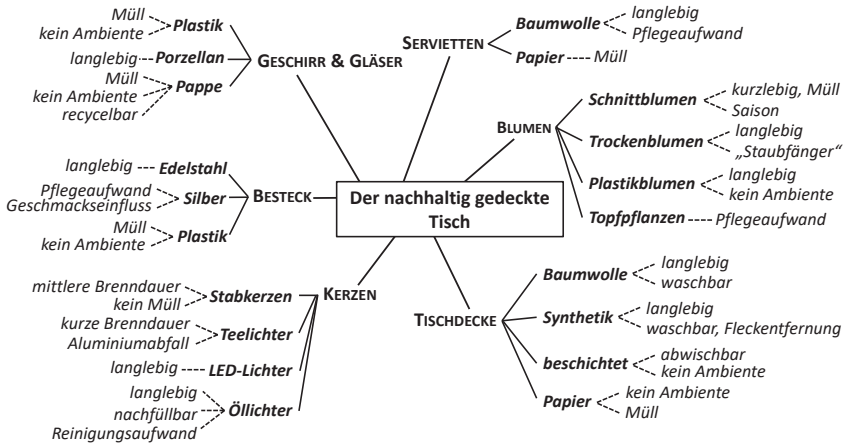 Der nachhaltig gedeckte
Tisch
GESCHIRR & GLÄSER
Plastik
Müll
kein Ambiente
Porzellan
langlebig
Pappe
Müll
kein Ambiente
recycelbar
SERVIETTEN
Baumwolle
langlebig
Pflegeaufwand
Papier
Müll
BLUMEN
Schnittblumen
kurzlebig, Müll
Saison
Trockenblumen
langlebig
„Staubfänger“
Plastikblumen
langlebig
kein Ambiente
Topfpflanzen
Pflegeaufwand
BESTECK
Edelstahl
langlebig
Silber
Pflegeaufwand
Geschmackseinfluss
Plastik
Müll
kein Ambiente
KERZEN
Stabkerzen
mittlere Brenndauer
kein Müll
Teelichter
kurze Brenndauer
Aluminiumabfall
LED-Lichter
langlebig
Öllichter
langlebig
nachfüllbar
Reinigungsaufwand
TISCHDECKE
Baumwolle
langlebig
waschbar
Synthetik
langlebig
waschbar, Fleckentfernung
beschichtet
abwischbar
kein Ambiente
Papier
kein Ambiente
Müll